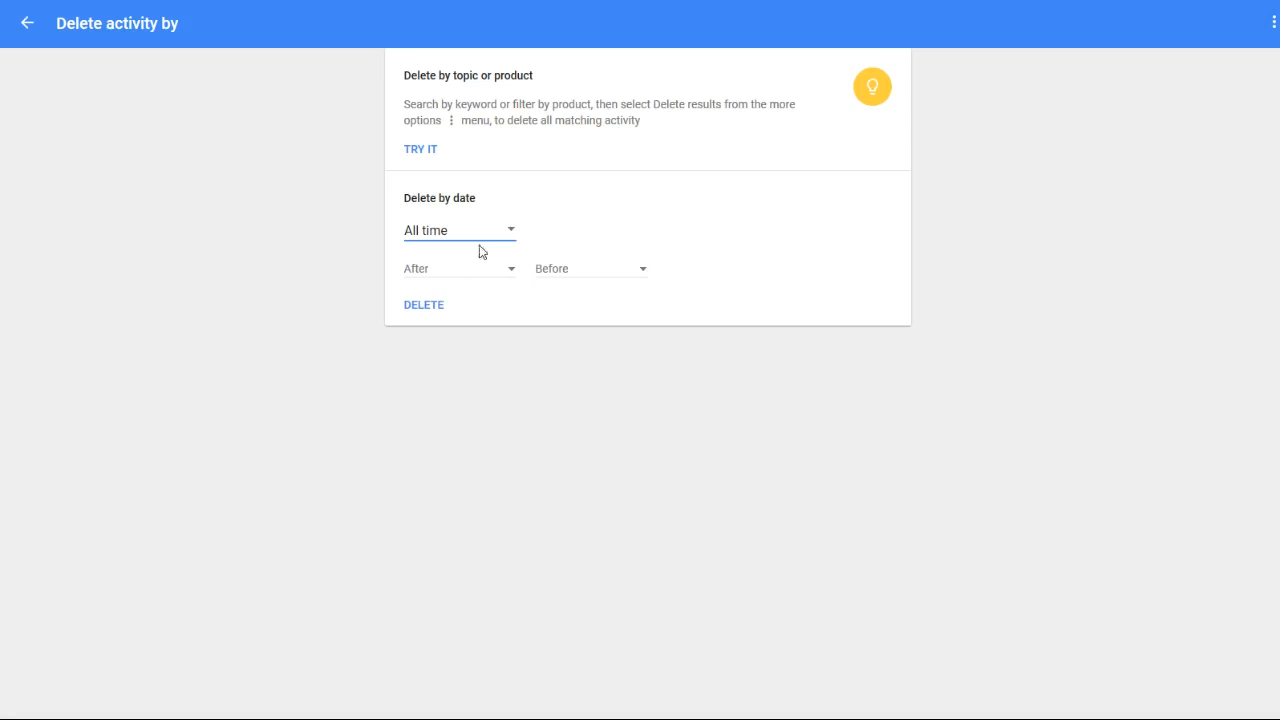 Delete activity by
Delete by topic or product
Search by keyword or filter by product, then select Delete results from the more
options ⋮ menu, to delete all matching activity
TRY IT
Delete by date
All time
After Before
DELETE